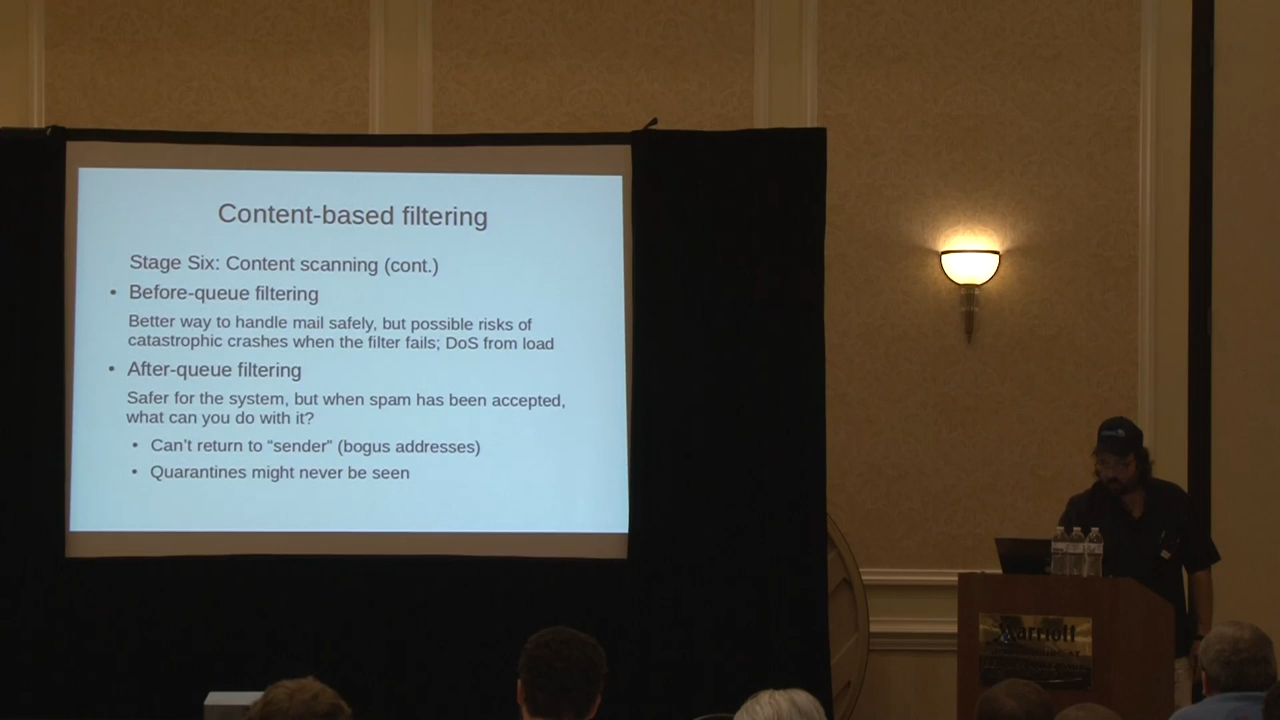 Content-based filtering
Stage Six: Content scanning (cont.)
• Before-queue filtering
Better way to handle mail safely, but possible risks of
catastrophic crashes when the filter fails; DoS from load
• After-queue filtering
Safer for the system, but when spam has been accepted,
what can you do with it?
• Can’t return to “sender” (bogus addresses)
• Quarantines might never be seen
Marriott